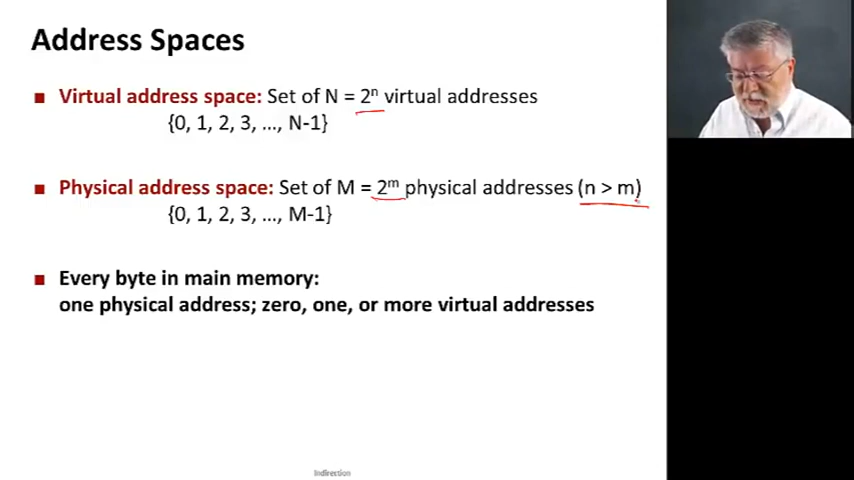 Address Spaces
■ Virtual address space: Set of N = 2ⁿ virtual addresses
{0, 1, 2, 3, ..., N-1}
■ Physical address space: Set of M = 2ᵐ physical addresses (n > m)
{0, 1, 2, 3, ..., M-1}
■ Every byte in main memory:
one physical address; zero, one, or more virtual addresses
Indirection